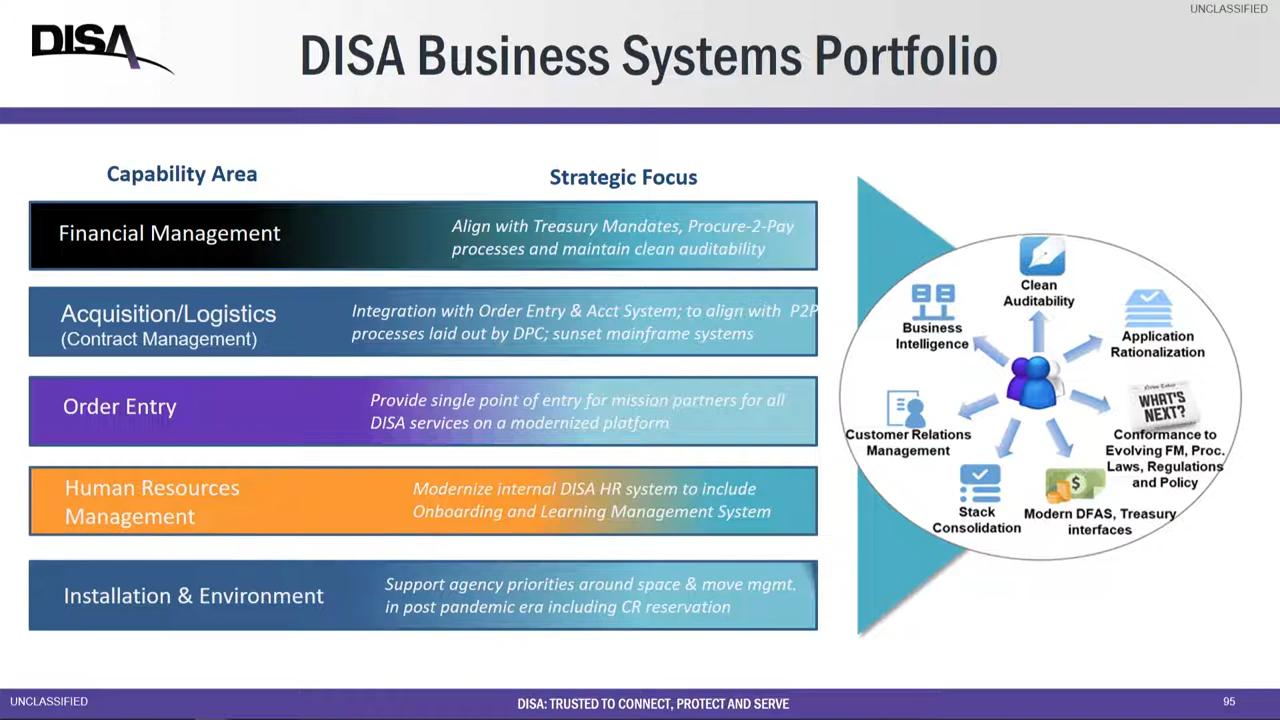 UNCLASSIFIED
DISA
DISA Business Systems Portfolio
Capability Area
Strategic Focus
Financial Management
Align with Treasury Mandates, Procure-2-Pay
processes and maintain clean auditability
Acquisition/Logistics
(Contract Management)
Integration with Order Entry & Acct System; to align with P2P
processes laid out by DPC; sunset mainframe systems
Order Entry
Provide single point of entry for mission partners for all
DISA services on a modernized platform
Human Resources
Management
Modernize internal DISA HR system to include
Onboarding and Learning Management System
Installation & Environment
Support agency priorities around space & move mgmt.
in post pandemic era including CR reservation
Clean
Auditability
Business
Intelligence
Application
Rationalization
WHAT'S
NEXT?
Customer Relations
Management
Conformance to
Evolving FM, Proc.
Laws, Regulations
and Policy
$
Stack
Consolidation
Modern DFAS, Treasury
interfaces
UNCLASSIFIED
DISA: TRUSTED TO CONNECT, PROTECT AND SERVE
95